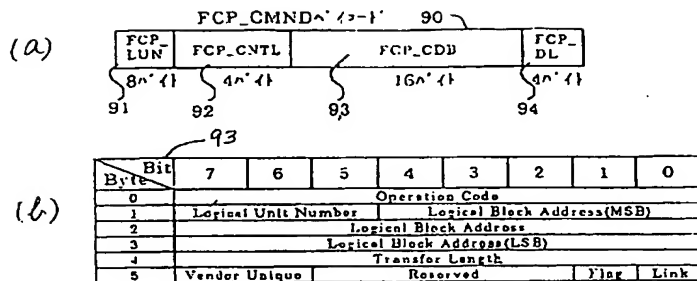 FCP_CMNDペイロード 90
(a)
FCP_LUN FCP_CNTL FCP_CDB FCP_DL
8バイト 4バイト 16バイト 4バイト
91 92 93 94
93
Byte Bit 7 6 5 4 3 2 1 0
(b)
0 Operation Code
1 Logical Unit Number Logical Block Address(MSB)
2 Logical Block Address
3 Logical Block Address(LSB)
4 Transfer Length
5 Vendor Unique Reserved Flag Link